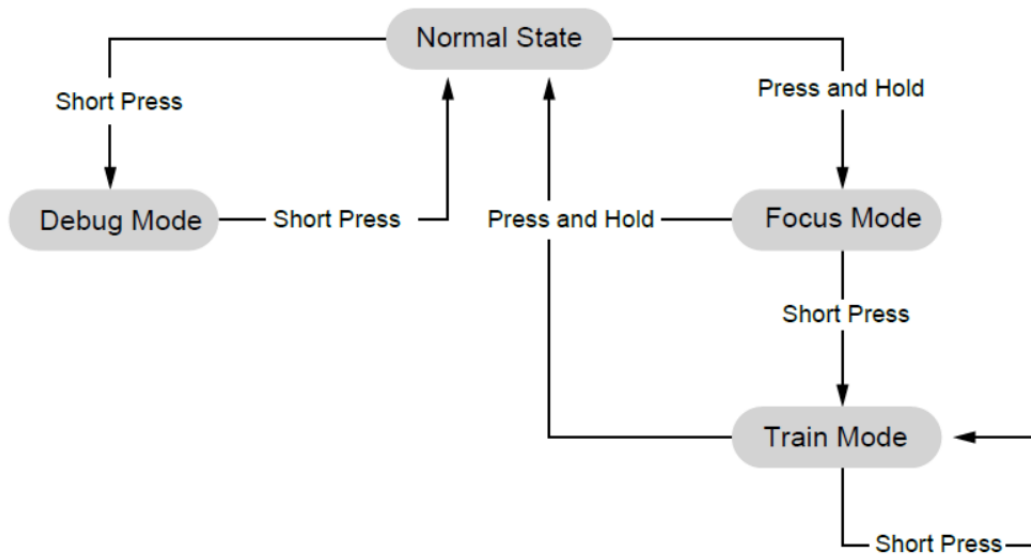 Normal State
Short Press
Press and Hold
Debug Mode
Short Press
Press and Hold
Focus Mode
Short Press
Train Mode
Short Press